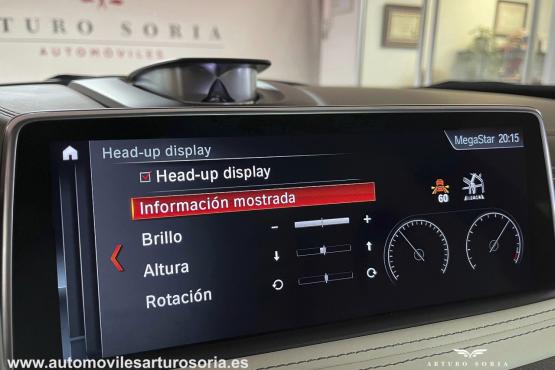 ARTURO SORIA
AUTOMÓVILES
Head-up display
MegaStar 20:15
Head-up display
Información mostrada
Brillo
Altura
Rotación
60
www.automovilesarturosoria.es
ARTURO SORIA